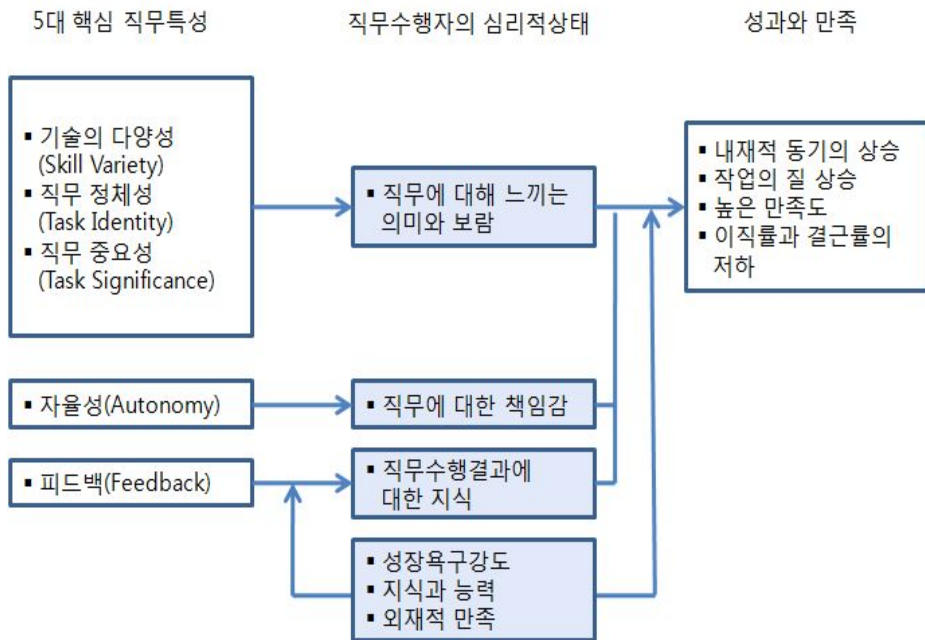 5대 핵심 직무특성
직무수행자의 심리적상태
성과와 만족
▪ 기술의 다양성
(Skill Variety)
▪ 직무 정체성
(Task Identity)
▪ 직무 중요성
(Task Significance)
▪ 직무에 대해 느끼는
의미와 보람
▪ 내재적 동기의 상승
▪ 작업의 질 상승
▪ 높은 만족도
▪ 이직률과 결근률의
저하
▪ 자율성(Autonomy)
▪ 직무에 대한 책임감
▪ 피드백(Feedback)
▪ 직무수행결과에
대한 지식
▪ 성장욕구강도
▪ 지식과 능력
▪ 외재적 만족